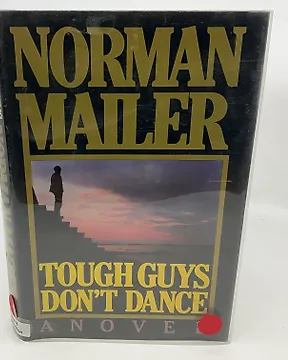 NORMAN
MAILER
TOUGH GUYS
DON'T DANCE
A NOVE